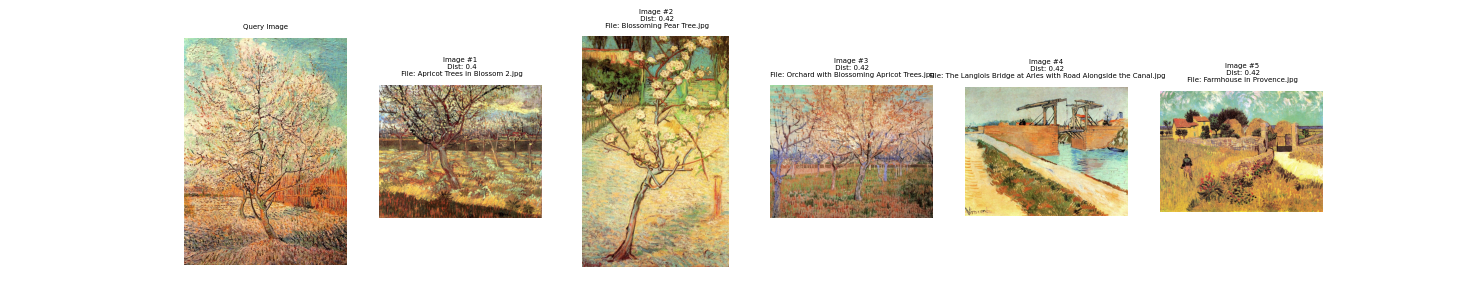 Query Image
Image #1
Dist: 0.4
File: Apricot Trees in Blossom 2.jpg
Image #2
Dist: 0.42
File: Blossoming Pear Tree.jpg
Image #3
Dist: 0.42
File: Orchard with Blossoming Apricot Trees.jpg
Image #4
Dist: 0.42
File: The Langlois Bridge at Arles with Road Alongside the Canal.jpg
Image #5
Dist: 0.42
File: Farmhouse in Provence.jpg